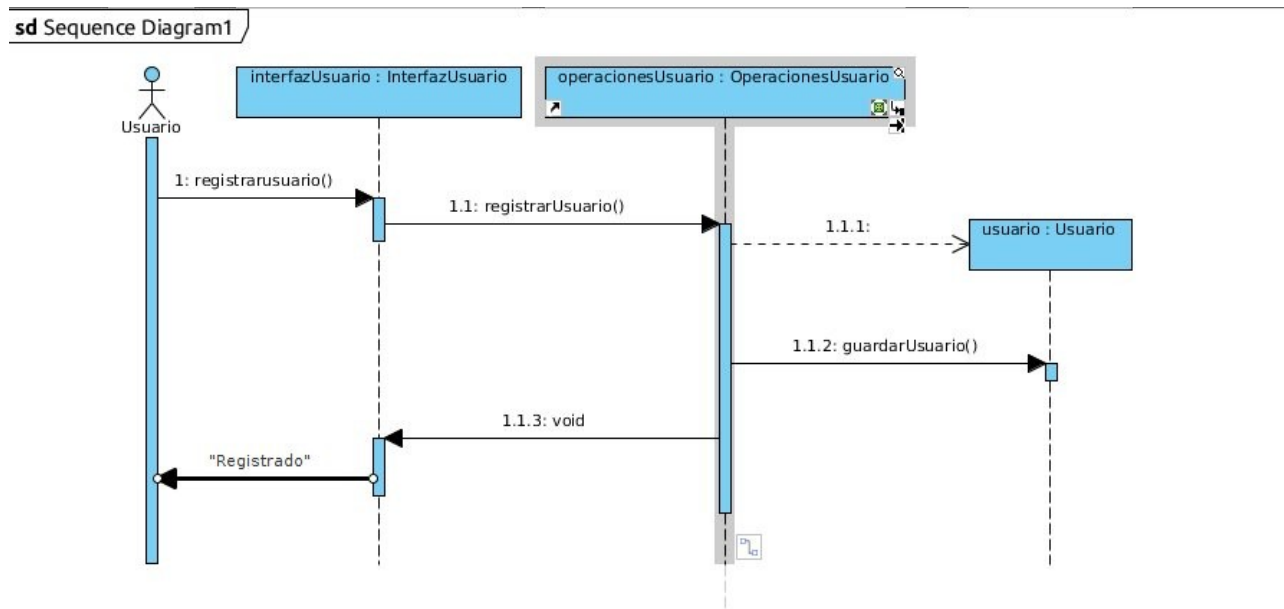 sd Sequence Diagram1
interfazUsuario : InterfazUsuario
operacionesUsuario : OperacionesUsuario
Usuario
1: registrarusuario()
1.1: registrarUsuario()
1.1.1:
usuario : Usuario
1.1.2: guardarUsuario()
1.1.3: void
"Registrado"